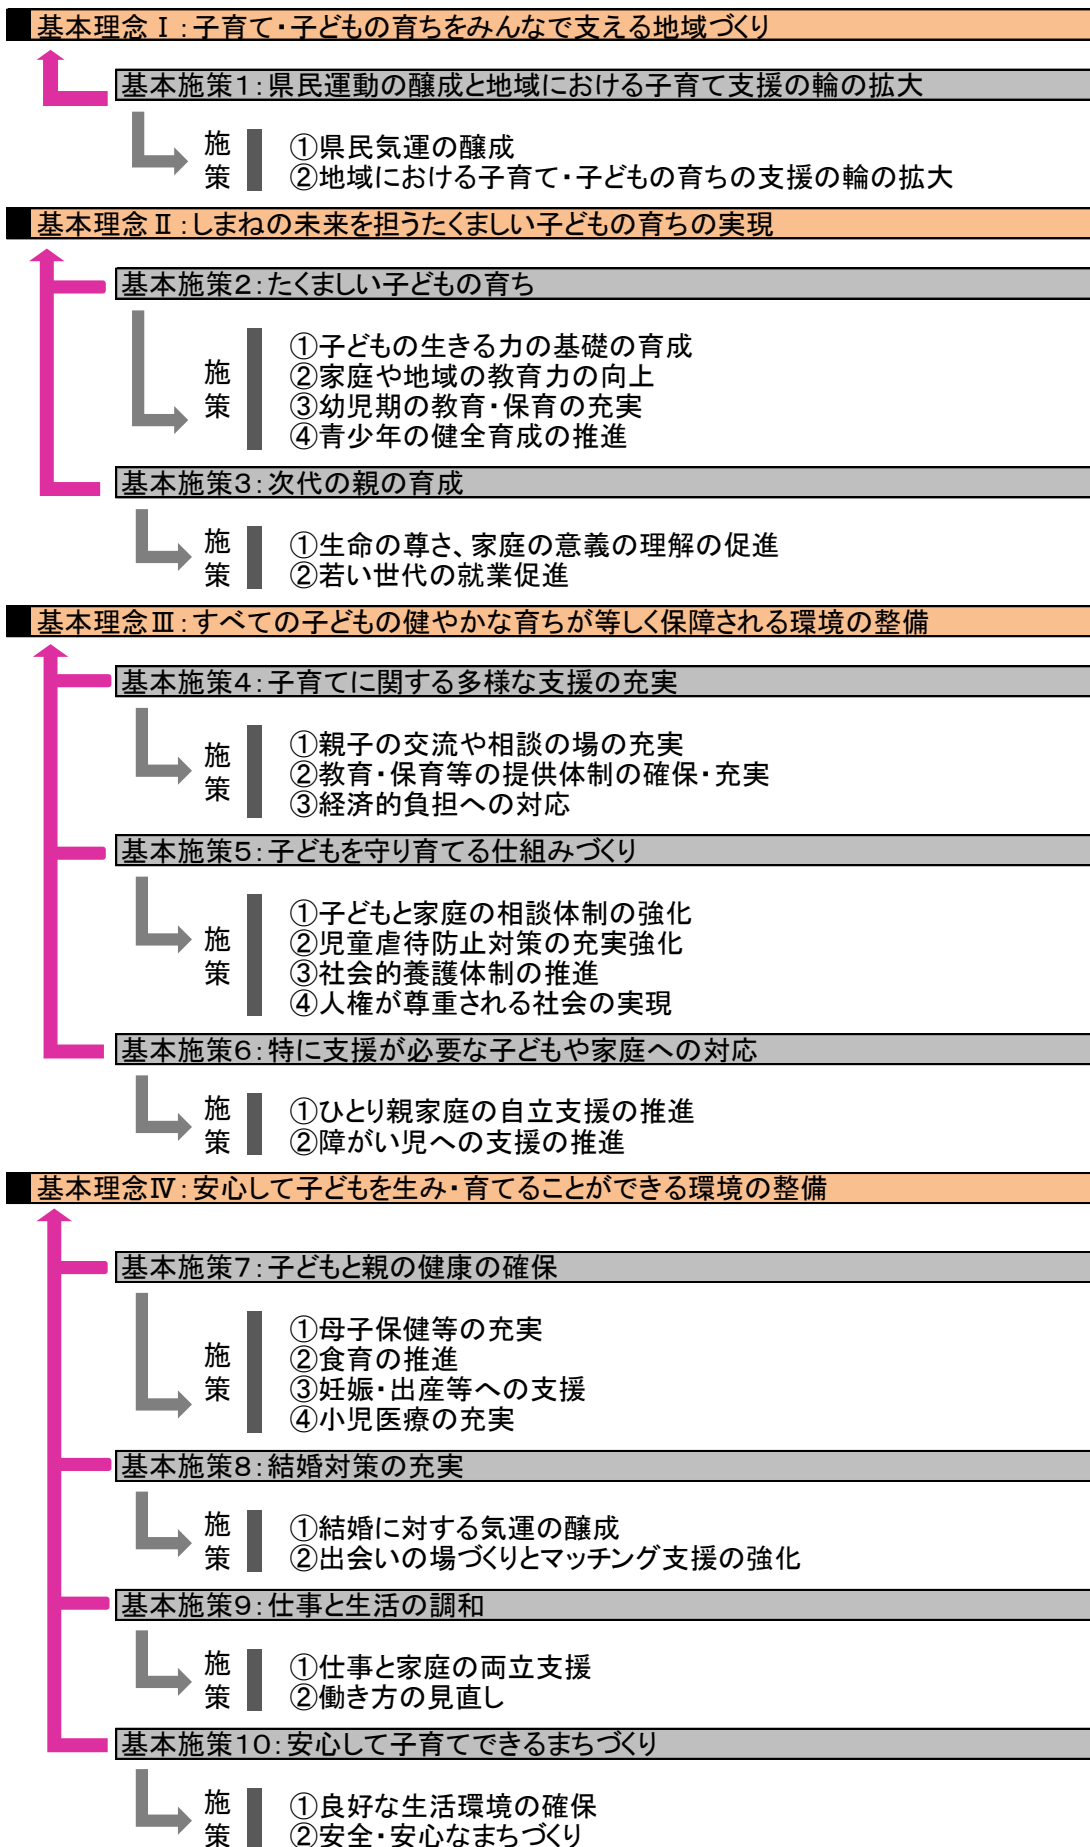 基本理念Ⅰ:子育て・子どもの育ちをみんなで支える地域づくり
基本施策1:県民運動の醸成と地域における子育て支援の輪の拡大
施策
①県民気運の醸成
②地域における子育て・子どもの育ちの支援の輪の拡大
基本理念Ⅱ:しまねの未来を担うたくましい子どもの育ちの実現
基本施策2:たくましい子どもの育ち
施策
①子どもの生きる力の基礎の育成
②家庭や地域の教育力の向上
③幼児期の教育・保育の充実
④青少年の健全育成の推進
基本施策3:次代の親の育成
施策
①生命の尊さ、家庭の意義の理解の促進
②若い世代の就業促進
基本理念Ⅲ:すべての子どもの健やかな育ちが等しく保障される環境の整備
基本施策4:子育てに関する多様な支援の充実
施策
①親子の交流や相談の場の充実
②教育・保育等の提供体制の確保・充実
③経済的負担への対応
基本施策5:子どもを守り育てる仕組みづくり
施策
①子どもと家庭の相談体制の強化
②児童虐待防止対策の充実強化
③社会的養護体制の推進
④人権が尊重される社会の実現
基本施策6:特に支援が必要な子どもや家庭への対応
施策
①ひとり親家庭の自立支援の推進
②障がい児への支援の推進
基本理念Ⅳ:安心して子どもを生み・育てることができる環境の整備
基本施策7:子どもと親の健康の確保
施策
①母子保健等の充実
②食育の推進
③妊娠・出産等への支援
④小児医療の充実
基本施策8:結婚対策の充実
施策
①結婚に対する気運の醸成
②出会いの場づくりとマッチング支援の強化
基本施策9:仕事と生活の調和
施策
①仕事と家庭の両立支援
②働き方の見直し
基本施策10:安心して子育てできるまちづくり
施策
①良好な生活環境の確保
②安全・安心なまちづくり